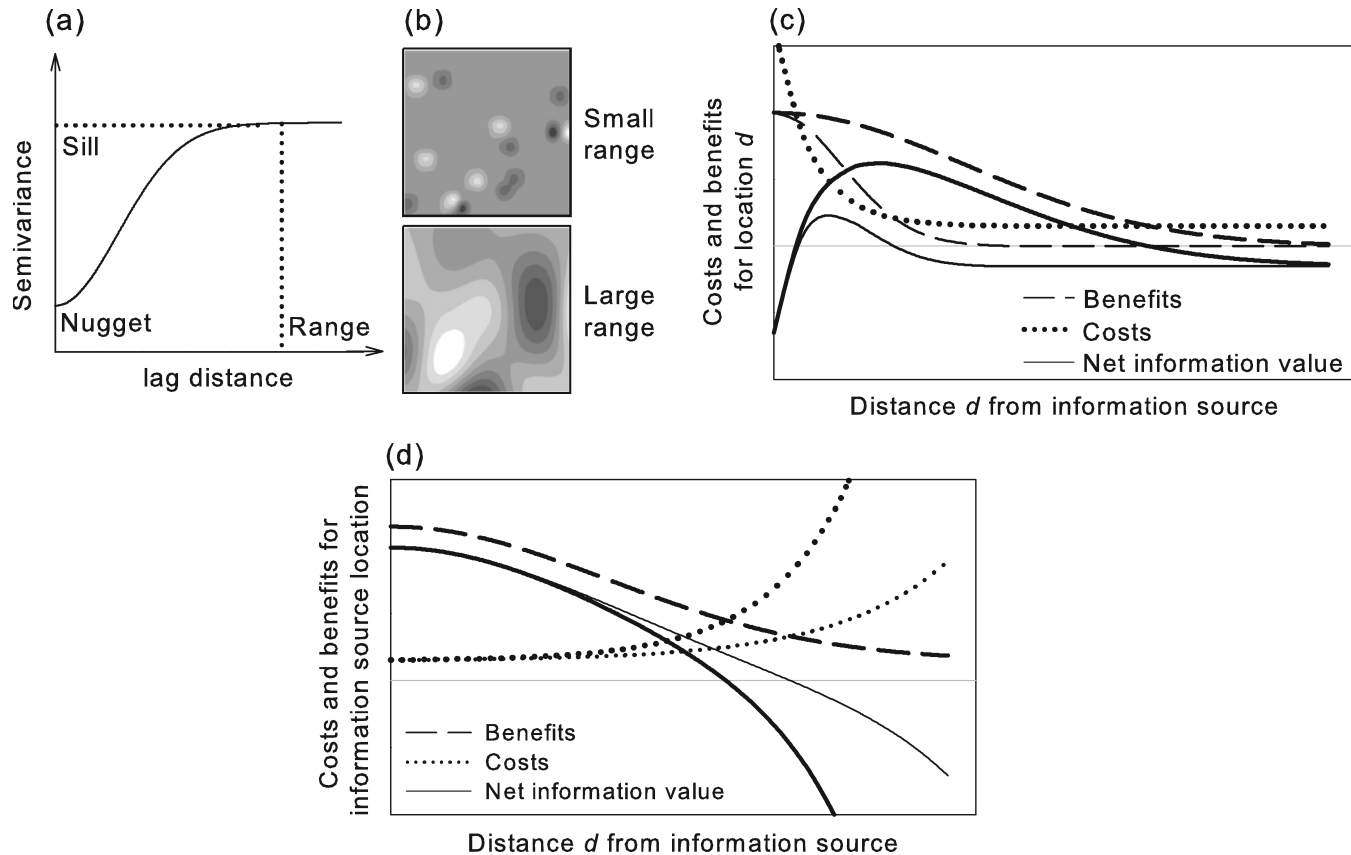 (a)
Semivariance
Sill
Nugget
Range
lag distance
(b)
Small
range
Large
range
(c)
Costs and benefits
for location d
Benefits
Costs
Net information value
Distance d from information source
(d)
Costs and benefits for
information source location
Benefits
Costs
Net information value
Distance d from information source